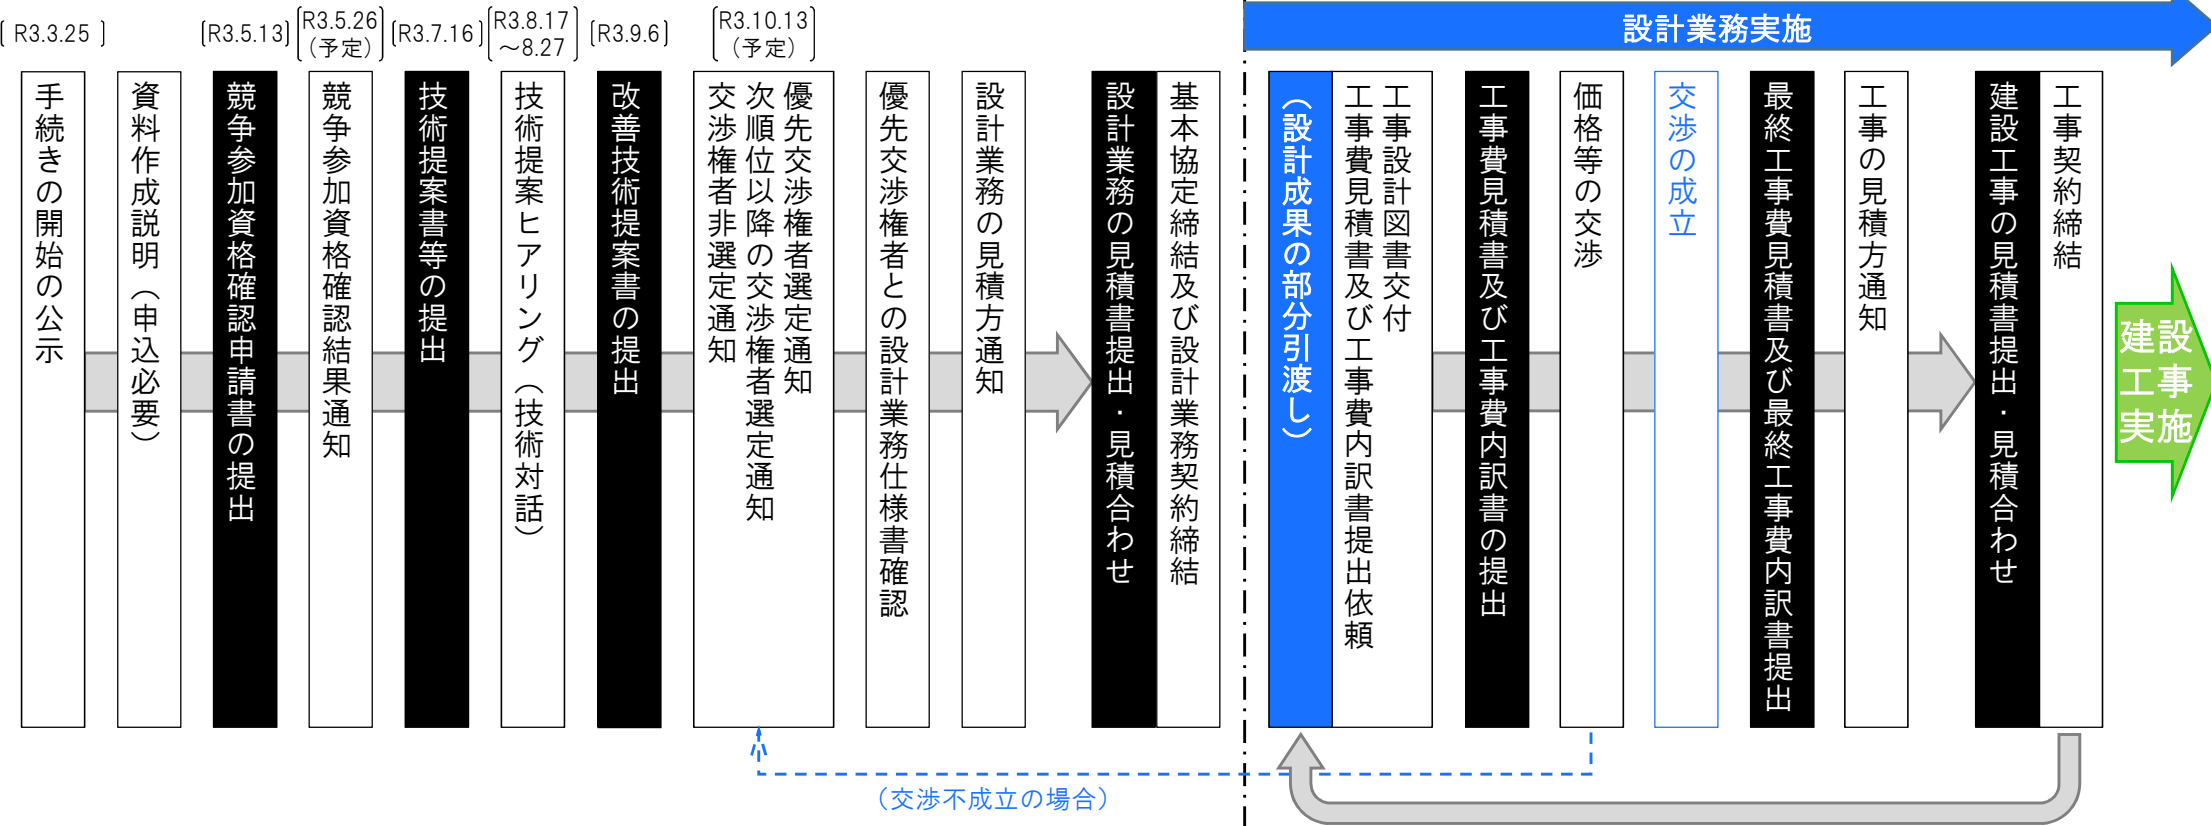 [ R3.3.25 ]
[R3.5.13]
[R3.5.26
(予定)]
[R3.7.16]
[R3.8.17
～8.27 ]
[R3.9.6]
[R3.10.13
(予定)]
設計業務実施
手続きの開始の公示
資料作成説明（申込必要）
競争参加資格確認申請書の提出
競争参加資格確認結果通知
技術提案書等の提出
技術提案ヒアリング（技術対話）
改善技術提案書の提出
優先交渉権者選定通知
次順位以降の交渉権者選定通知
交渉権者非選定通知
優先交渉権者との設計業務仕様書確認
設計業務の見積方通知
設計業務の見積書提出・見積合わせ
基本協定締結及び設計業務契約締結
（設計成果の部分引渡し）
工事設計図書交付
工事費見積書及び工事費内訳書提出依頼
工事費見積書及び工事費内訳書の提出
価格等の交渉
交渉の成立
最終工事費見積書及び最終工事費内訳書提出
工事の見積方通知
建設工事の見積書提出・見積合わせ
工事契約締結
建設
工事
実施
（交渉不成立の場合）